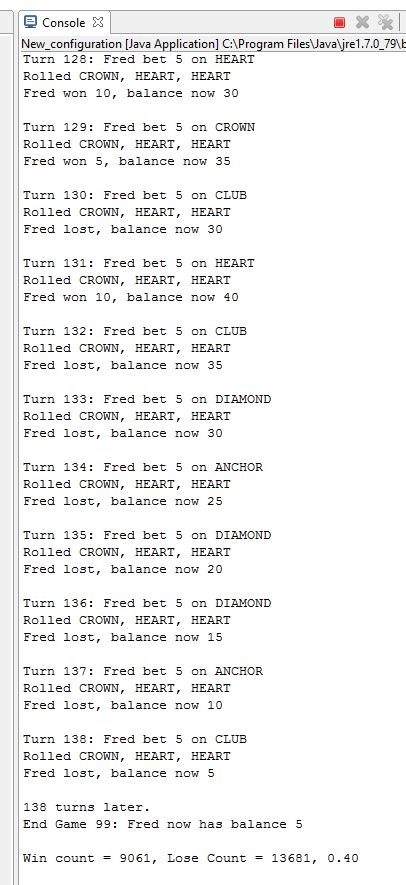 Console
New_configuration [Java Application] C:\Program Files\Java\jre1.7.0_79\b
Turn 128: Fred bet 5 on HEART
Rolled CROWN, HEART, HEART
Fred won 10, balance now 30
Turn 129: Fred bet 5 on CROWN
Rolled CROWN, HEART, HEART
Fred won 5, balance now 35
Turn 130: Fred bet 5 on CLUB
Rolled CROWN, HEART, HEART
Fred lost, balance now 30
Turn 131: Fred bet 5 on HEART
Rolled CROWN, HEART, HEART
Fred won 10, balance now 40
Turn 132: Fred bet 5 on CLUB
Rolled CROWN, HEART, HEART
Fred lost, balance now 35
Turn 133: Fred bet 5 on DIAMOND
Rolled CROWN, HEART, HEART
Fred lost, balance now 30
Turn 134: Fred bet 5 on ANCHOR
Rolled CROWN, HEART, HEART
Fred lost, balance now 25
Turn 135: Fred bet 5 on DIAMOND
Rolled CROWN, HEART, HEART
Fred lost, balance now 20
Turn 136: Fred bet 5 on DIAMOND
Rolled CROWN, HEART, HEART
Fred lost, balance now 15
Turn 137: Fred bet 5 on ANCHOR
Rolled CROWN, HEART, HEART
Fred lost, balance now 10
Turn 138: Fred bet 5 on CLUB
Rolled CROWN, HEART, HEART
Fred lost, balance now 5
138 turns later.
End Game 99: Fred now has balance 5
Win count = 9061, Lose Count = 13681, 0.40